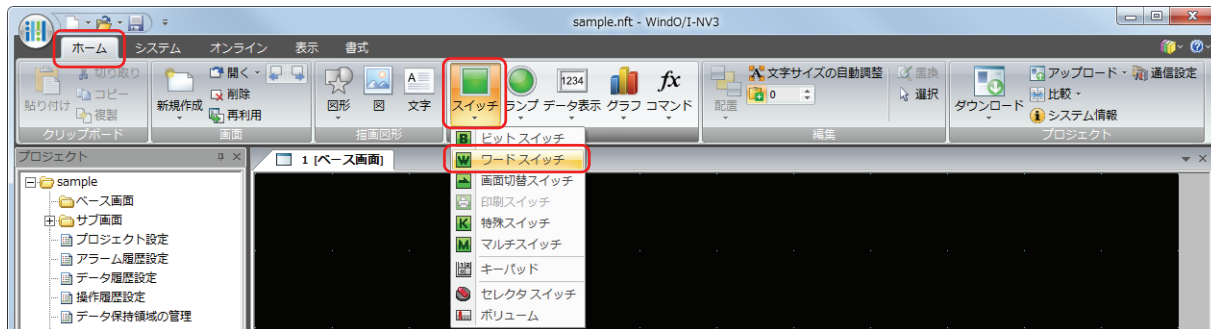 sample.nft - WindO/I-NV3
ホーム システム オンライン 表示 書式
貼り付け 切り取り コピー 複製
クリップボード
新規作成 開く 削除 再利用
画面
図形 図 文字
描画図形
スイッチ ランプ データ表示 グラフ コマンド
1234
fx
A
配置 文字サイズの自動調整 0 置換 選択
編集
ダウンロード アップロード 比較 システム情報 通信設定
プロジェクト
プロジェクト
sample
ベース画面
サブ画面
プロジェクト設定
アラーム履歴設定
データ履歴設定
操作履歴設定
データ保持領域の管理
1 [ベース画面]
B ビット スイッチ
W ワード スイッチ
画面切替スイッチ
印刷スイッチ
K 特殊スイッチ
M マルチスイッチ
キーパッド
セレクタ スイッチ
ボリューム